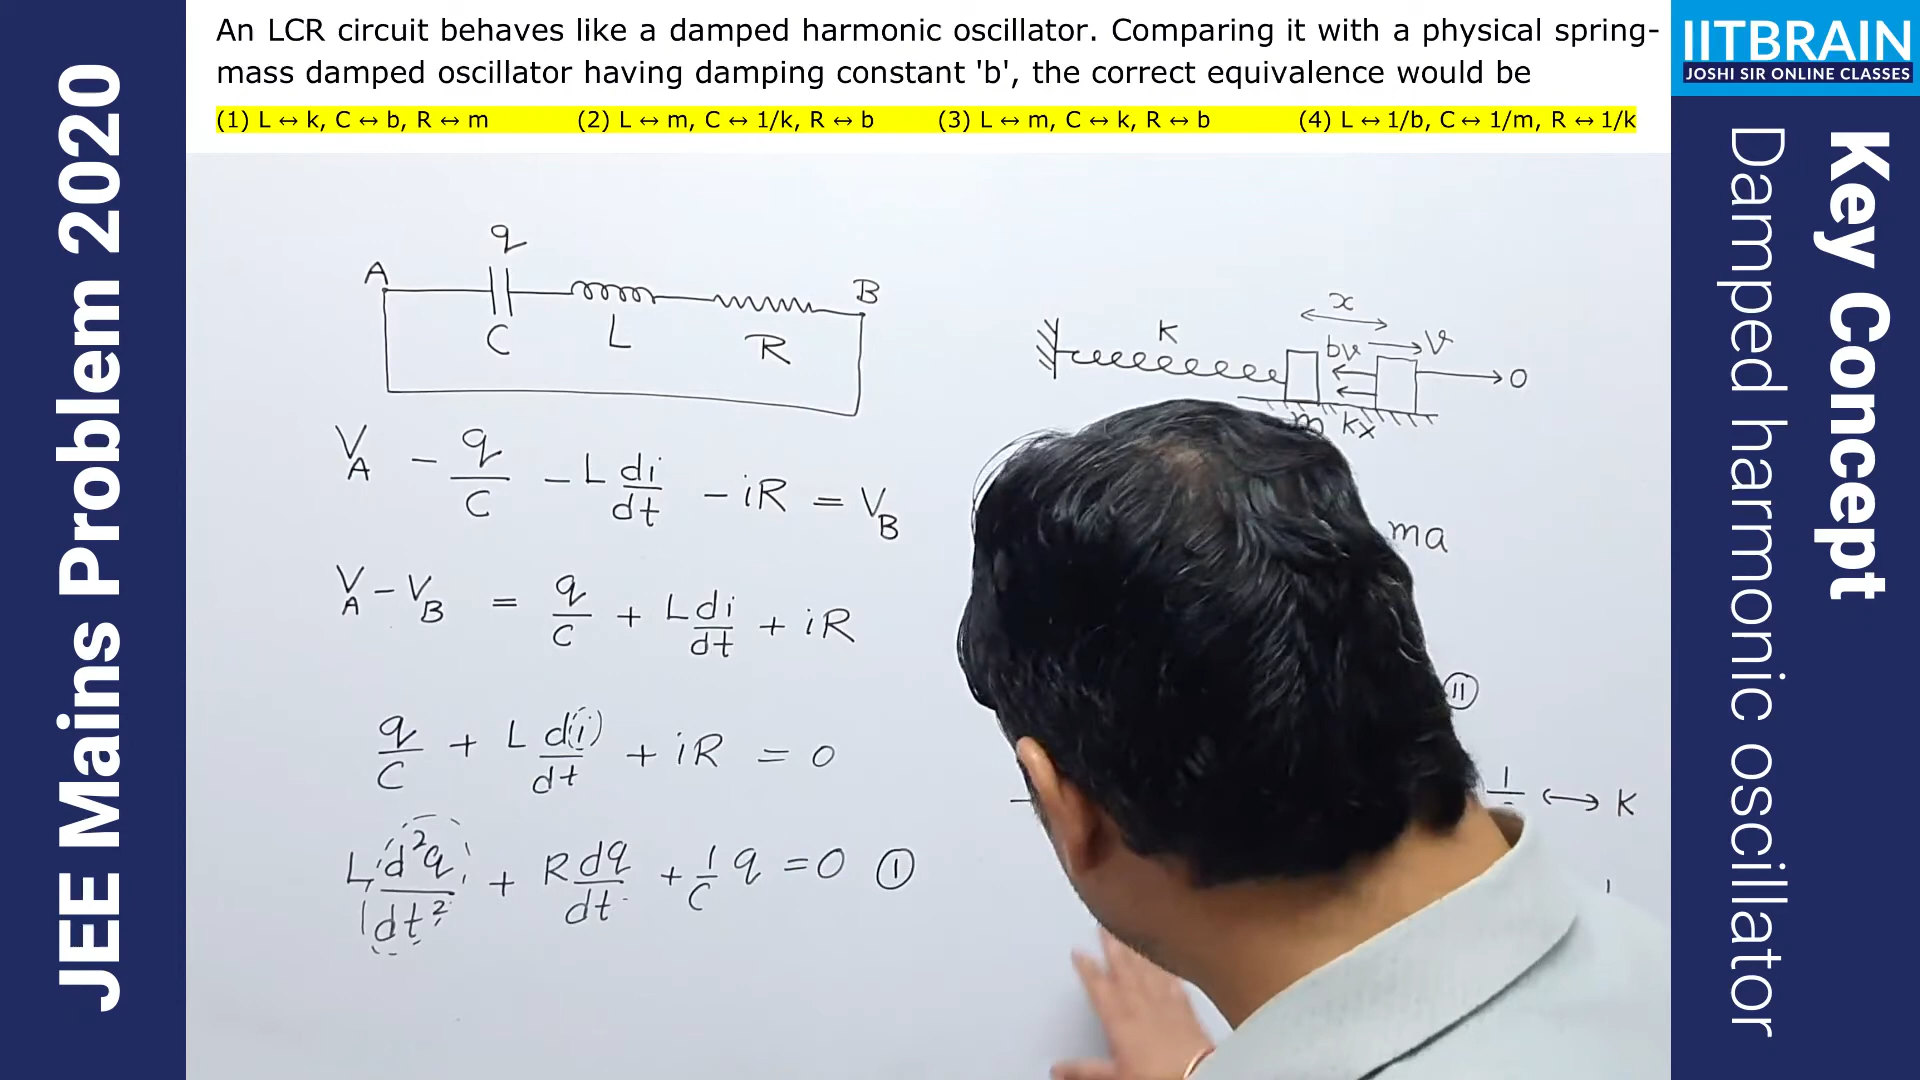 An LCR circuit behaves like a damped harmonic oscillator. Comparing it with a physical spring-
mass damped oscillator having damping constant 'b', the correct equivalence would be
(1) L ↔ k, C ↔ b, R ↔ m (2) L ↔ m, C ↔ 1/k, R ↔ b (3) L ↔ m, C ↔ k, R ↔ b (4) L ↔ 1/b, C ↔ 1/m, R ↔ 1/k
IITBRAIN
JOSHI SIR ONLINE CLASSES
JEE Mains Problem 2020
Key Concept
Damped harmonic oscillator
q
A
B
C
L
R
V_A - q/C - L di/dt - iR = V_B
V_A - V_B = q/C + L di/dt + iR
q/C + L d(i)/dt + iR = 0
L d²q/dt² + R dq/dt + 1/C q = 0 ①
x
K
bv
v
O
m
kx
ma
⑪
↔ K